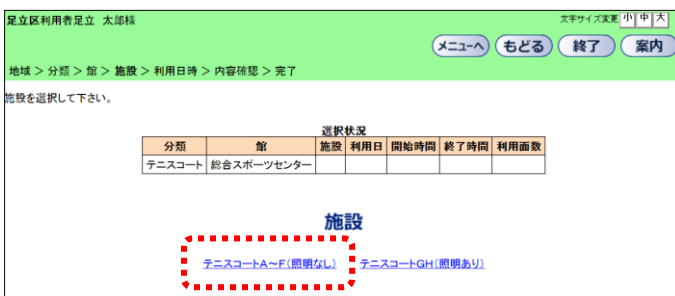 足立区利用者足立 太郎様
文字サイズ変更 小 中 大
メニューへ もどる 終了 案内
地域 > 分類 > 館 > 施設 > 利用日時 > 内容確認 > 完了
施設を選択して下さい。
選択状況
分類 館 施設 利用日 開始時間 終了時間 利用面数
テニスコート 総合スポーツセンター
施設
テニスコートA～F(照明なし) テニスコートGH(照明あり)